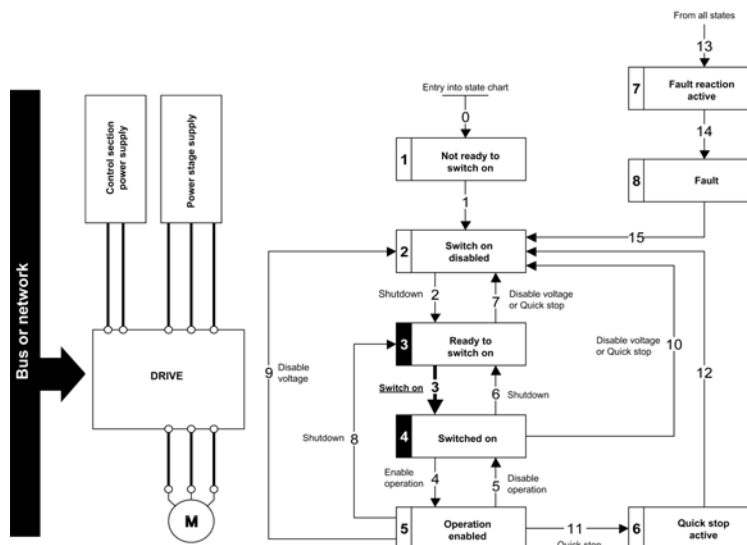 From all states
13
7
Fault reaction
active
14
8
Fault
15
Entry into state chart
0
1
Not ready to
switch on
1
2
Switch on
disabled
Shutdown
2
7
Disable voltage
or Quick stop
3
Ready to
switch on
Switch on
3
6
Shutdown
4
Switched on
Enable
operation
4
5
Disable
operation
5
Operation
enabled
11
Quick stop
6
Quick stop
active
9
Disable
voltage
Shutdown
8
Disable voltage
or Quick stop
10
12
Bus or network
Control section
power supply
Power stage supply
DRIVE
M